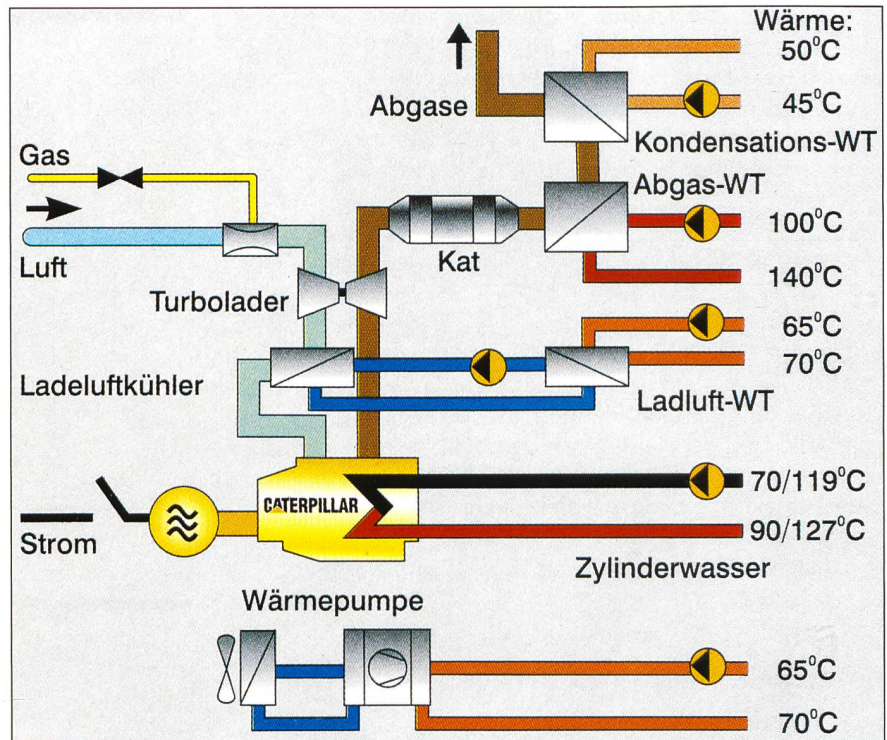 Wärme:
50°C
Abgase
45°C
Kondensations-WT
Gas
Abgas-WT
100°C
Luft
Kat
140°C
Turbolader
65°C
70°C
Ladeluftkühler
Ladluft-WT
CATERPILLAR
70/119°C
Strom
90/127°C
Zylinderwasser
Wärmepumpe
65°C
70°C